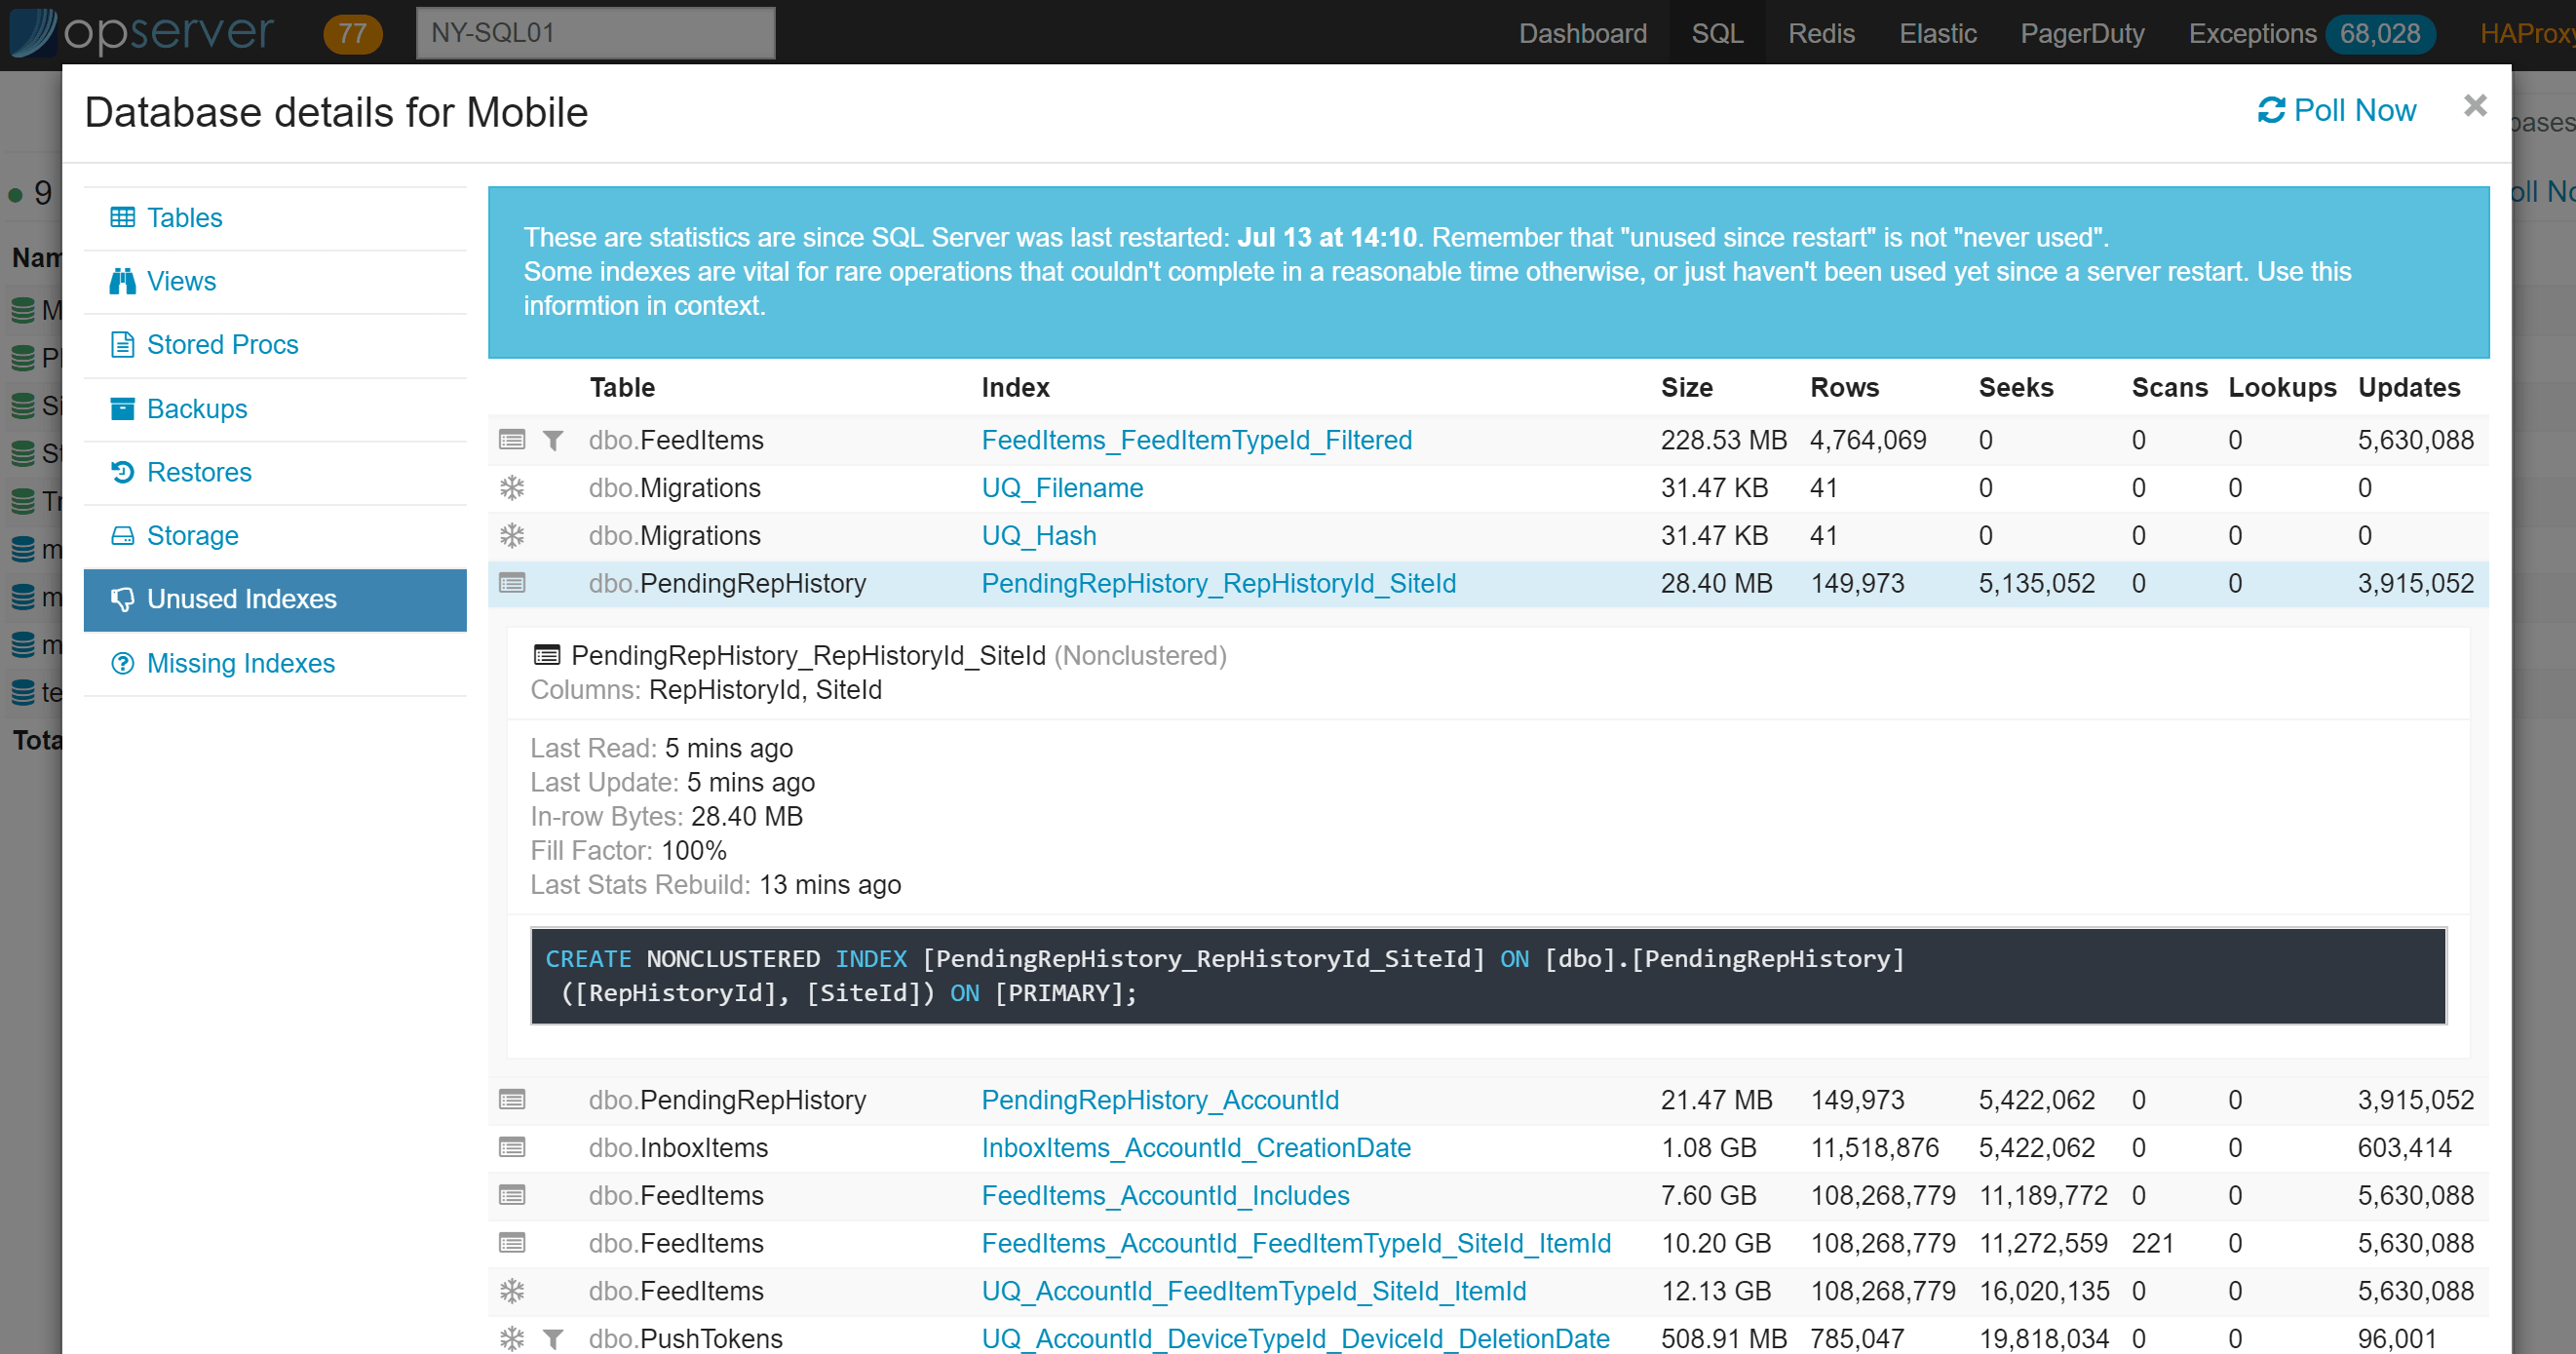 opserver 77 NY-SQL01 Dashboard SQL Redis Elastic PagerDuty Exceptions 68,028 HAProxy
Database details for Mobile Poll Now ×
9
Tables
Views
Stored Procs
Backups
Restores
Storage
Unused Indexes
Missing Indexes
These are statistics are since SQL Server was last restarted: Jul 13 at 14:10. Remember that "unused since restart" is not "never used".
Some indexes are vital for rare operations that couldn't complete in a reasonable time otherwise, or just haven't been used yet since a server restart. Use this
informtion in context.
Table Index Size Rows Seeks Scans Lookups Updates
dbo.FeedItems FeedItems_FeedItemTypeId_Filtered 228.53 MB 4,764,069 0 0 0 5,630,088
dbo.Migrations UQ_Filename 31.47 KB 41 0 0 0 0
dbo.Migrations UQ_Hash 31.47 KB 41 0 0 0 0
dbo.PendingRepHistory PendingRepHistory_RepHistoryId_SiteId 28.40 MB 149,973 5,135,052 0 0 3,915,052
PendingRepHistory_RepHistoryId_SiteId (Nonclustered)
Columns: RepHistoryId, SiteId
Last Read: 5 mins ago
Last Update: 5 mins ago
In-row Bytes: 28.40 MB
Fill Factor: 100%
Last Stats Rebuild: 13 mins ago
CREATE NONCLUSTERED INDEX [PendingRepHistory_RepHistoryId_SiteId] ON [dbo].[PendingRepHistory]
([RepHistoryId], [SiteId]) ON [PRIMARY];
dbo.PendingRepHistory PendingRepHistory_AccountId 21.47 MB 149,973 5,422,062 0 0 3,915,052
dbo.InboxItems InboxItems_AccountId_CreationDate 1.08 GB 11,518,876 5,422,062 0 0 603,414
dbo.FeedItems FeedItems_AccountId_Includes 7.60 GB 108,268,779 11,189,772 0 0 5,630,088
dbo.FeedItems FeedItems_AccountId_FeedItemTypeId_SiteId_ItemId 10.20 GB 108,268,779 11,272,559 221 0 5,630,088
dbo.FeedItems UQ_AccountId_FeedItemTypeId_SiteId_ItemId 12.13 GB 108,268,779 16,020,135 0 0 5,630,088
dbo.PushTokens UQ_AccountId_DeviceTypeId_DeviceId_DeletionDate 508.91 MB 785,047 19,818,034 0 0 96,001